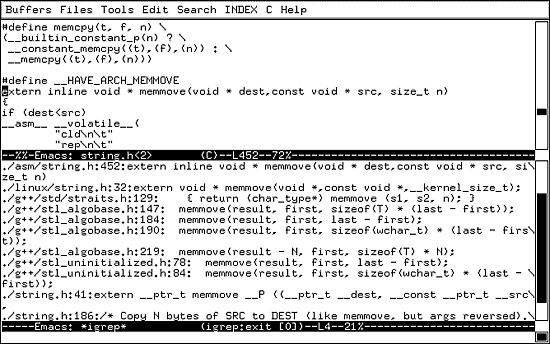 Buffers Files Tools Edit Search INDEX C Help
#define memcpy(t, f, n) \
(__builtin_constant_p(n) ? \
 __constant_memcpy((t),(f),(n)) : \
 __memcpy((t),(f),(n)))
#define __HAVE_ARCH_MEMMOVE
extern inline void * memmove(void * dest,const void * src, size_t n)
{
if (dest<src)
__asm__ __volatile__(
        "cld\n\t"
        "rep\n\t"
--%%-Emacs: string.h<2>        (C)--L452--72%--
./asm/string.h:452:extern inline void * memmove(void * dest,const void * src, si\
ze_t n)
./linux/string.h:32:extern void * memmove(void *,const void *,__kernel_size_t);
./g++/std/straits.h:129:    { return (char_type*) memmove (s1, s2, n); }
./g++/stl_algobase.h:147:  memmove(result, first, sizeof(T) * (last - first));
./g++/stl_algobase.h:184:  memmove(result, first, last - first);
./g++/stl_algobase.h:190:  memmove(result, first, sizeof(wchar_t) * (last - firs\
t));
./g++/stl_algobase.h:219:  memmove(result - N, first, sizeof(T) * N);
./g++/stl_uninitialized.h:78:  memmove(result, first, last - first);
./g++/stl_uninitialized.h:84:  memmove(result, first, sizeof(wchar_t) * (last - \
first));
./string.h:41:extern __ptr_t memmove __P ((__ptr_t __dest, __const __ptr_t __src\
,
./string.h:186:/* Copy N bytes of SRC to DEST (like memmove, but args reversed).\
-----Emacs: *igrep*        (igrep:exit [0])--L4--21%--